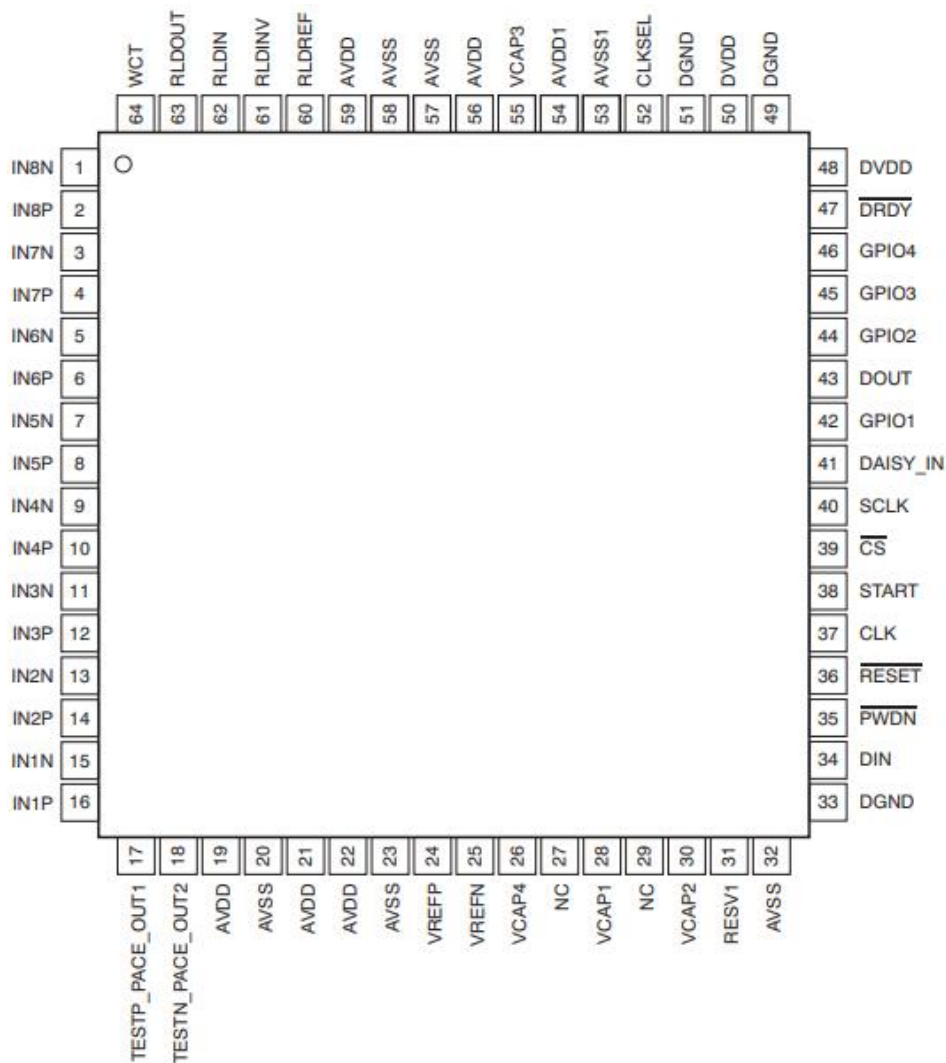 WCT
RLDOUT
RLDIN
RLDINV
RLDREF
AVDD
AVSS
AVSS
AVDD
VCAP3
AVDD1
AVSS1
CLKSEL
DGND
DVDD
DGND
64
63
62
61
60
59
58
57
56
55
54
53
52
51
50
49
IN8N 1
IN8P 2
IN7N 3
IN7P 4
IN6N 5
IN6P 6
IN5N 7
IN5P 8
IN4N 9
IN4P 10
IN3N 11
IN3P 12
IN2N 13
IN2P 14
IN1N 15
IN1P 16
48 DVDD
47 DRDY
46 GPIO4
45 GPIO3
44 GPIO2
43 DOUT
42 GPIO1
41 DAISY_IN
40 SCLK
39 CS
38 START
37 CLK
36 RESET
35 PWDN
34 DIN
33 DGND
17
18
19
20
21
22
23
24
25
26
27
28
29
30
31
32
TESTP_PACE_OUT1
TESTN_PACE_OUT2
AVDD
AVSS
AVDD
AVDD
AVSS
VREFP
VREFN
VCAP4
NC
VCAP1
NC
VCAP2
RESV1
AVSS